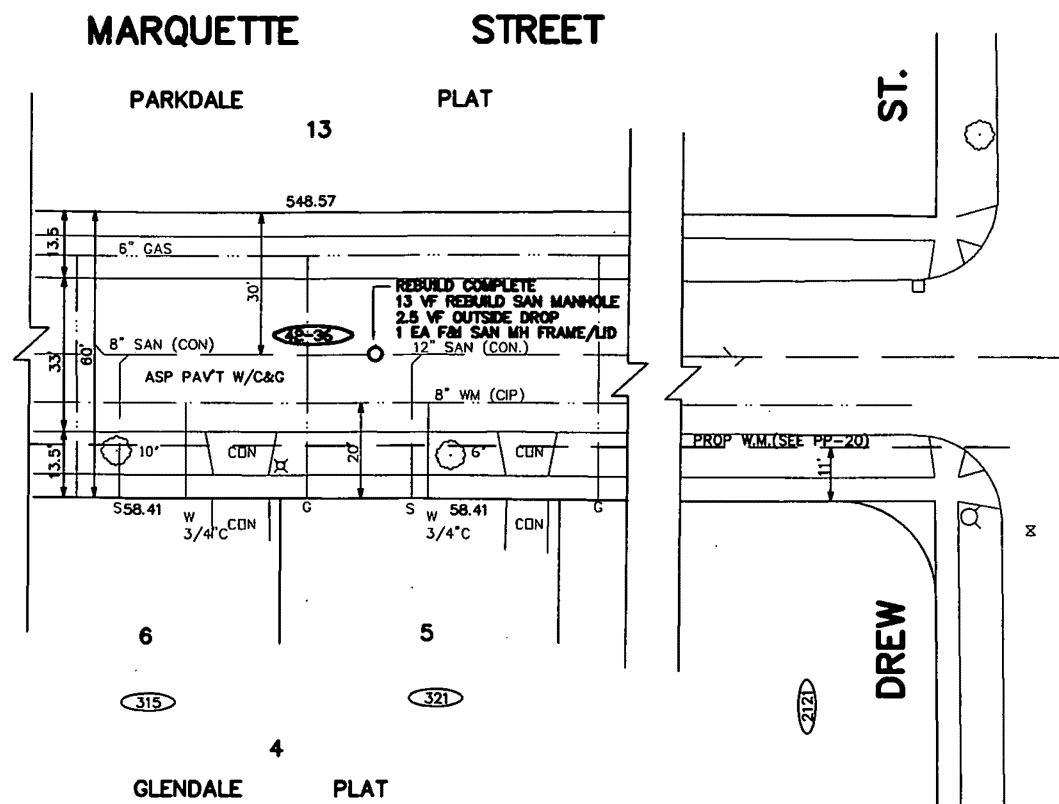 MARQUETTE STREET
PARKDALE PLAT
13
ST.
548.57
13.5
6" GAS
30'
REBUILD COMPLETE
13 VF REBUILD SAN MANHOLE
2.5 VF OUTSIDE DROP
1 EA F&I SAN MH FRAME/LID
4E-36
33'
60'
8" SAN (CON)
12" SAN (CON.)
ASP PAV'T W/C&G
8" WM (CIP)
13.5'
10"
CON
20'
6"
CON
PROP W.M.(SEE PP-20)
11'
S 58.41 G S 58.41 G
W
3/4"C
CON
W
3/4"C
CON
6
5
DREW
315
321
2121
4
GLENDALE PLAT